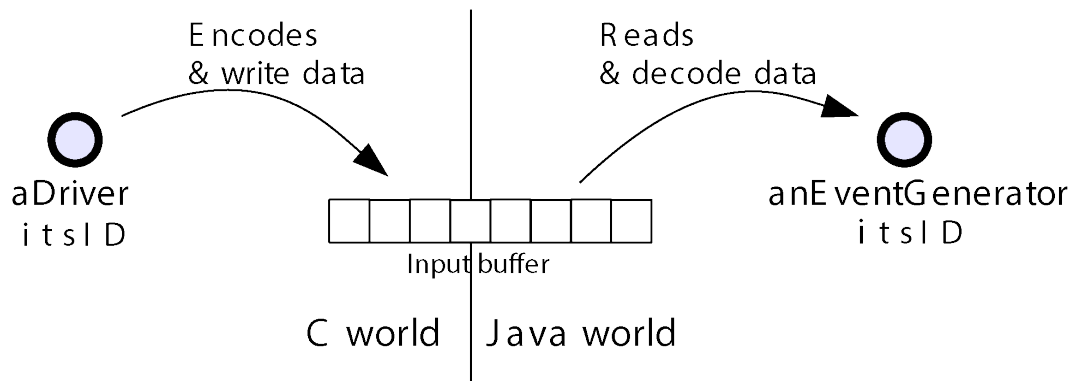 Encodes
& write data
Reads
& decode data
aDriver
itsID
anEventGenerator
itsID
Input buffer
C world
Java world